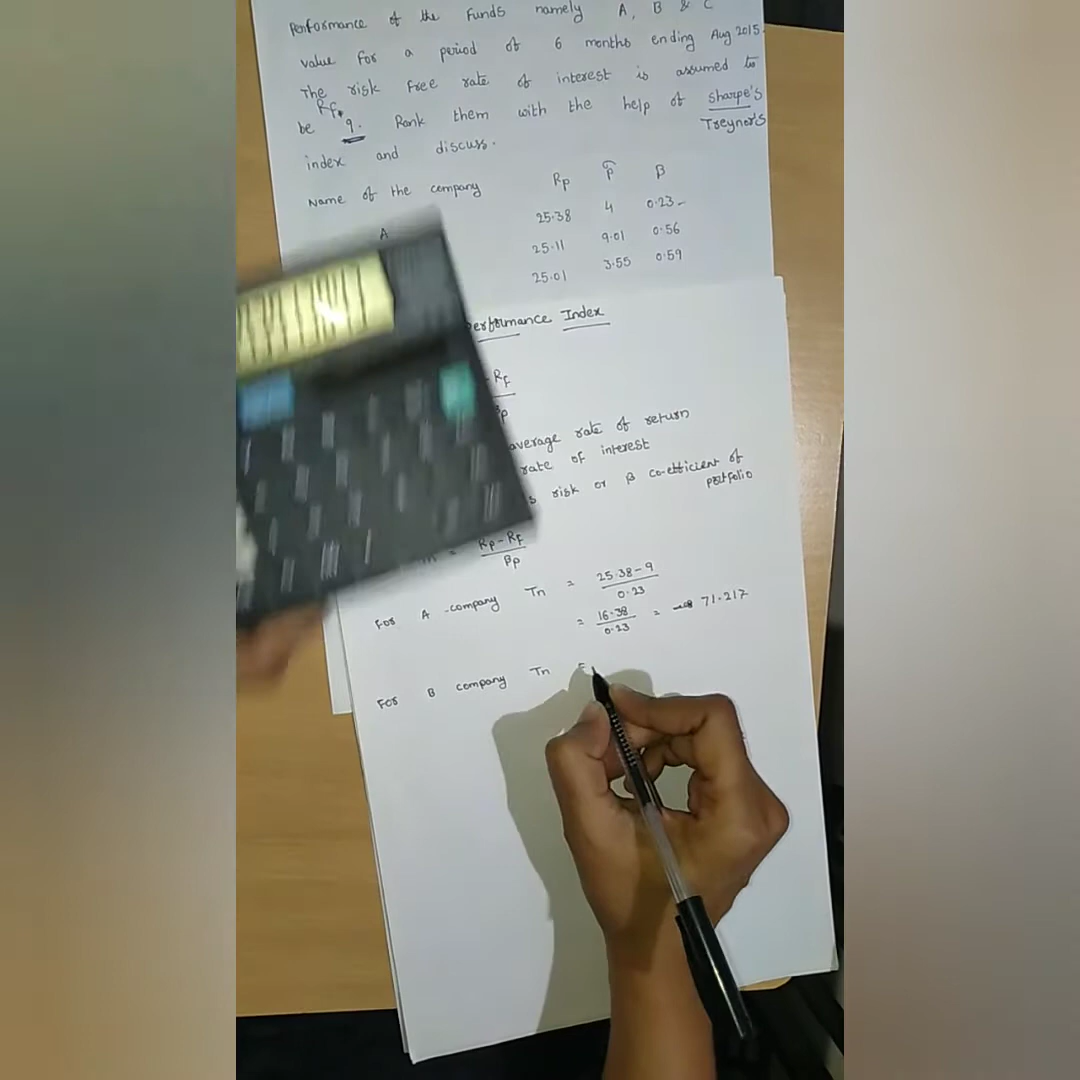 performance of the Funds namely A, B & C
value for a period of 6 months ending Aug 2015.
The risk free rate of interest is assumed to
Rf
be 9. Rank them with the help of sharpe's
Treynor's
index and discuss.
Name of the company Rp σp β
A 25.38 4 0.23
25.11 9.01 0.56
25.01 3.55 0.59
Performance Index
- Rf
average rate of return
rate of interest
risk or β co-efficient of
portfolio
= Rp - Rf
βp
For A company Tn = 25.38 - 9
0.23
= 16.38 = 71.217
0.23
For B company Tn